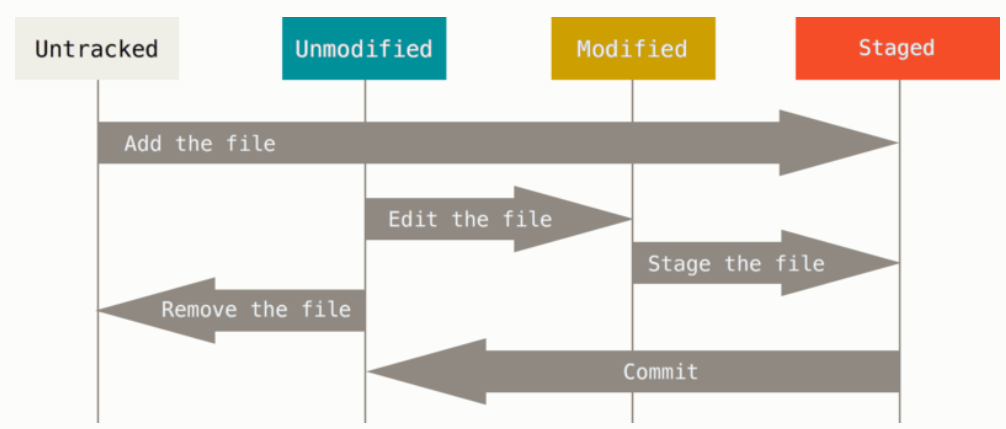 Untracked
Unmodified
Modified
Staged
Add the file
Edit the file
Stage the file
Remove the file
Commit